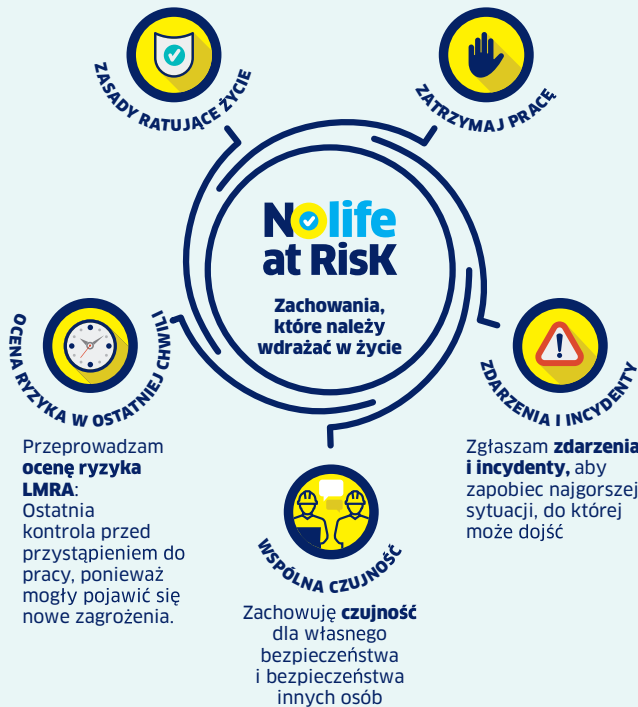 ZASADY RATUJĄCE ŻYCIE
ZATRZYMAJ PRACĘ
No life
at RisK
Zachowania,
które należy
wdrażać w życie
OCENA RYZYKA W OSTATNIEJ CHWILI
Przeprowadzam
ocenę ryzyka
LMRA:
Ostatnia
kontrola przed
przystąpieniem do
pracy, ponieważ
mogły pojawić się
nowe zagrożenia.
ZDARZENIA I INCYDENTY
Zgłaszam zdarzenia
i incydenty, aby
zapobiec najgorszej
sytuacji, do której
może dojść
WSPÓLNA CZUJNOŚĆ
Zachowuję czujność
dla własnego
bezpieczeństwa
i bezpieczeństwa
innych osób